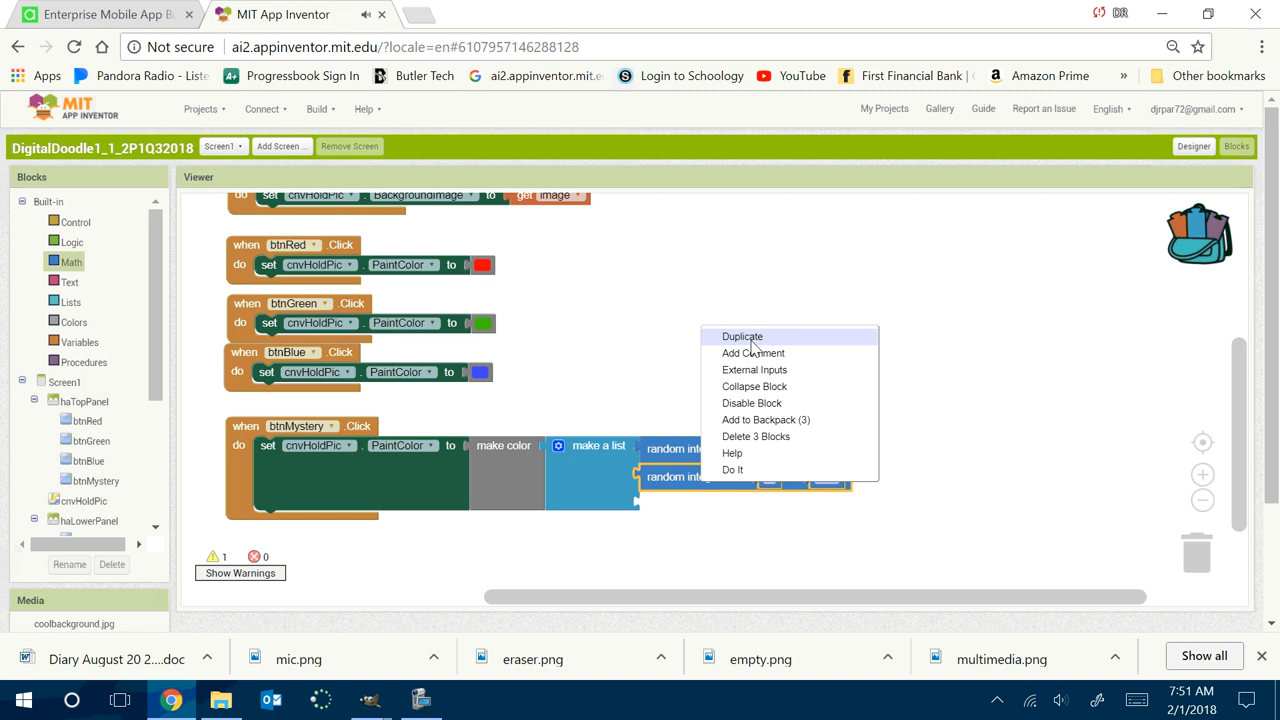 Enterprise Mobile App Bu
MIT App Inventor
DR
Not secure
ai2.appinventor.mit.edu/?locale=en#6107957146288128
Apps
Pandora Radio - Liste
Progressbook Sign In
Butler Tech
ai2.appinventor.mit.e
Login to Schoology
YouTube
First Financial Bank |
Amazon Prime
»
Other bookmarks
MIT
APP INVENTOR
Projects
Connect
Build
Help
My Projects
Gallery
Guide
Report an Issue
English
djrpar72@gmail.com
DigitalDoodle1_1_2P1Q32018
Screen1
Add Screen ...
Remove Screen
Designer
Blocks
Blocks
Viewer
Built-in
Control
Logic
Math
Text
Lists
Colors
Variables
Procedures
Screen1
haTopPanel
btnRed
btnGreen
btnBlue
btnMystery
cnvHoldPic
haLowerPanel
Rename
Delete
Media
coolbackground.jpg
do set cnvHoldPic . BackgroundImage to get image
when btnRed .Click
do set cnvHoldPic . PaintColor to
when btnGreen .Click
do set cnvHoldPic . PaintColor to
when btnBlue .Click
do set cnvHoldPic . PaintColor to
when btnMystery .Click
do set cnvHoldPic . PaintColor to make color make a list random int
random integ
Duplicate
Add Comment
External Inputs
Collapse Block
Disable Block
Add to Backpack (3)
Delete 3 Blocks
Help
Do It
1
0
Show Warnings
Diary August 20 2....doc
mic.png
eraser.png
empty.png
multimedia.png
Show all
7:51 AM
2/1/2018